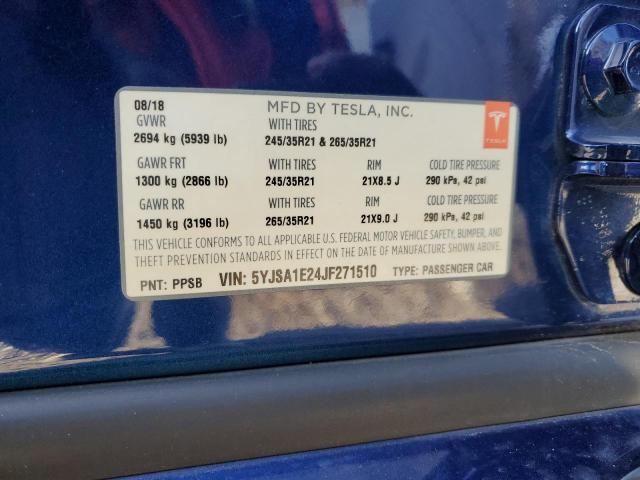 08/18 MFD BY TESLA, INC.
GVWR WITH TIRES
2694 kg (5939 lb) 245/35R21 & 265/35R21
TESLA
GAWR FRT WITH TIRES RIM COLD TIRE PRESSURE
1300 kg (2866 lb) 245/35R21 21X8.5 J 290 kPa, 42 psi
GAWR RR WITH TIRES RIM COLD TIRE PRESSURE
1450 kg (3196 lb) 265/35R21 21X9.0 J 290 kPa, 42 psi
THIS VEHICLE CONFORMS TO ALL APPLICABLE U.S. FEDERAL MOTOR VEHICLE SAFETY, BUMPER, AND
THEFT PREVENTION STANDARDS IN EFFECT ON THE DATE OF MANUFACTURE SHOWN ABOVE.
PNT: PPSB VIN: 5YJSA1E24JF271510 TYPE: PASSENGER CAR